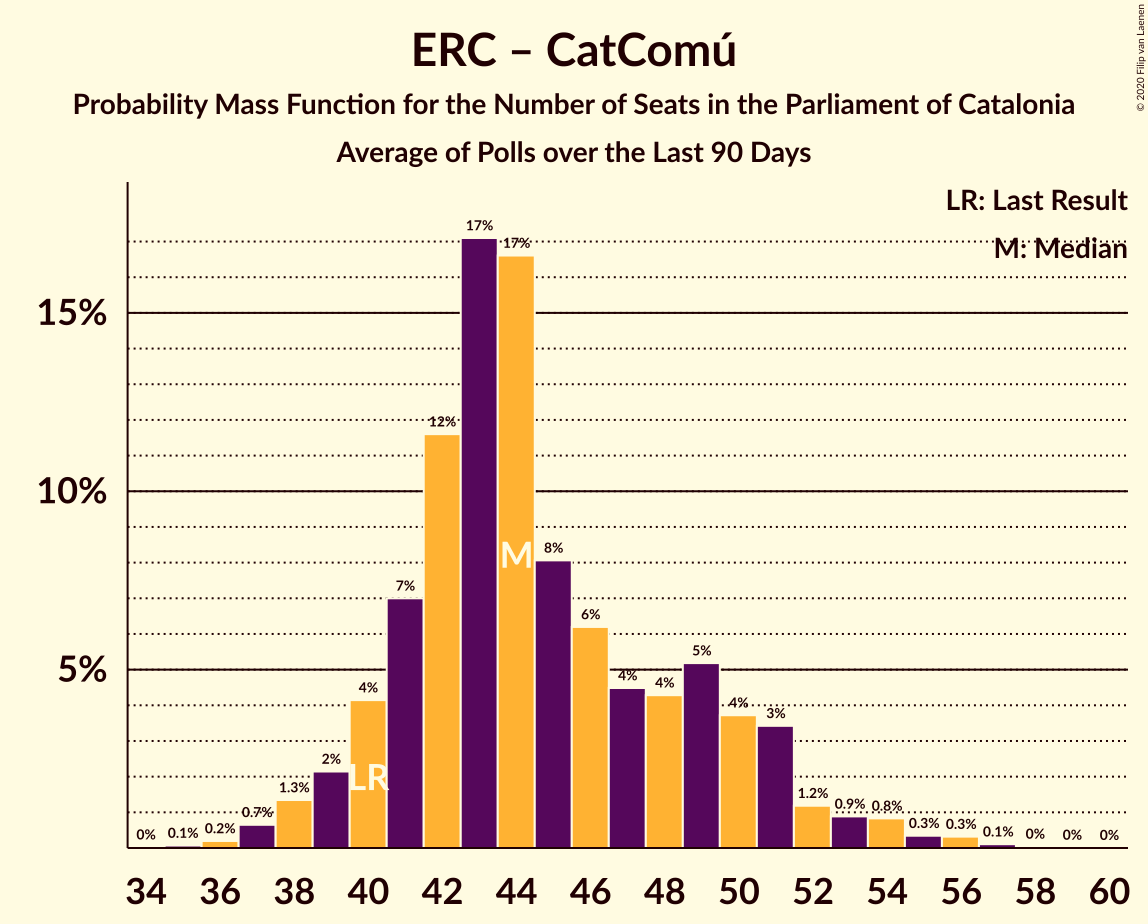 ERC – CatComú
Probability Mass Function for the Number of Seats in the Parliament of Catalonia
Average of Polls over the Last 90 Days
© 2020 Filip van Laenen
LR: Last Result
M: Median
15%
10%
5%
0% 0.1% 0.2% 0.7% 1.3% 2% 4% 7% 12% 17% 17% 8% 6% 4% 4% 5% 4% 3% 1.2% 0.9% 0.8% 0.3% 0.3% 0.1% 0% 0% 0%
LR
M
34 36 38 40 42 44 46 48 50 52 54 56 58 60